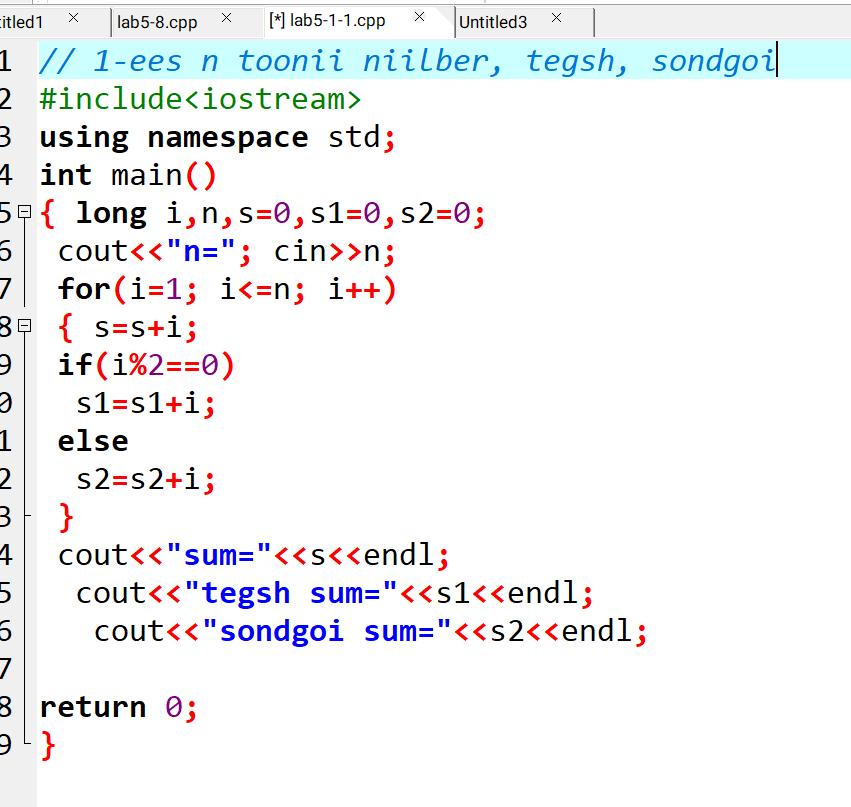 itled1 lab5-8.cpp [*] lab5-1-1.cpp Untitled3
1 // 1-ees n toonii niilber, tegsh, sondgoi
2 #include<iostream>
3 using namespace std;
4 int main()
5 { long i,n,s=0,s1=0,s2=0;
6 cout<<"n="; cin>>n;
7 for(i=1; i<=n; i++)
8 { s=s+i;
9 if(i%2==0)
0 s1=s1+i;
1 else
2 s2=s2+i;
3 }
4 cout<<"sum="<<s<<endl;
5 cout<<"tegsh sum="<<s1<<endl;
6 cout<<"sondgoi sum="<<s2<<endl;
7
8 return 0;
9 }